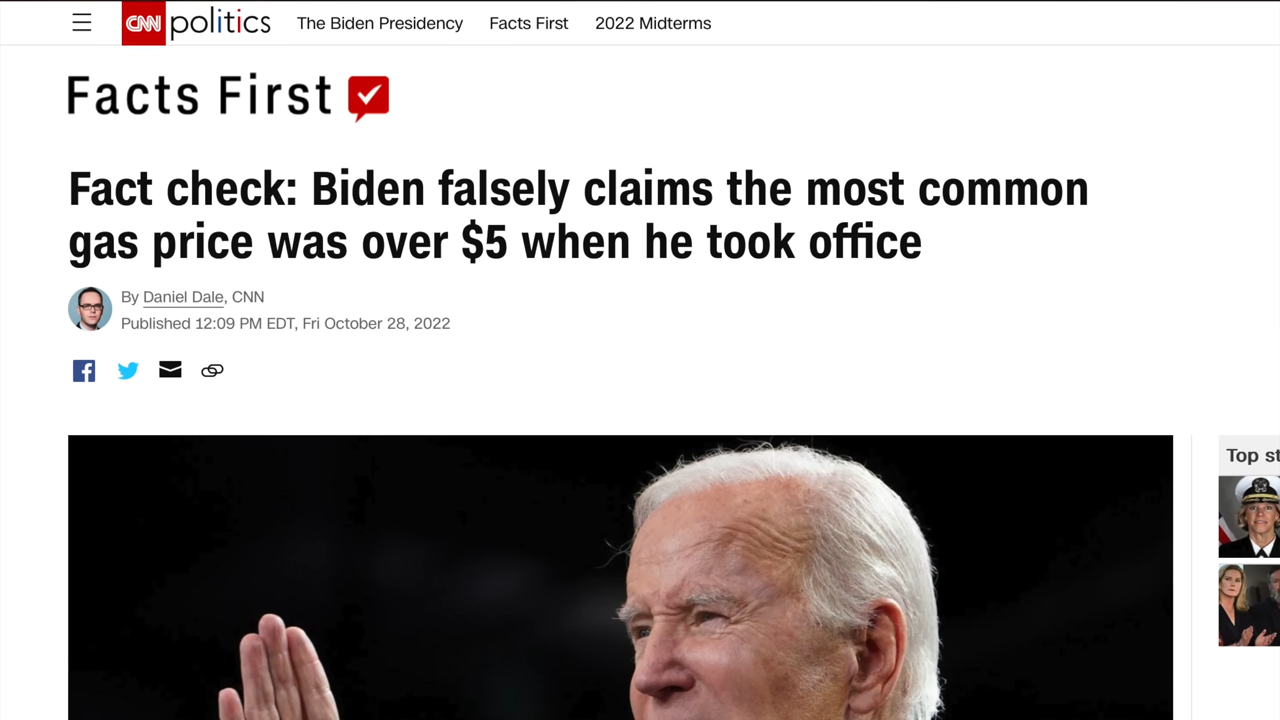 CNN politics The Biden Presidency Facts First 2022 Midterms
Facts First
Fact check: Biden falsely claims the most common
gas price was over $5 when he took office
By Daniel Dale, CNN
Published 12:09 PM EDT, Fri October 28, 2022
Top st